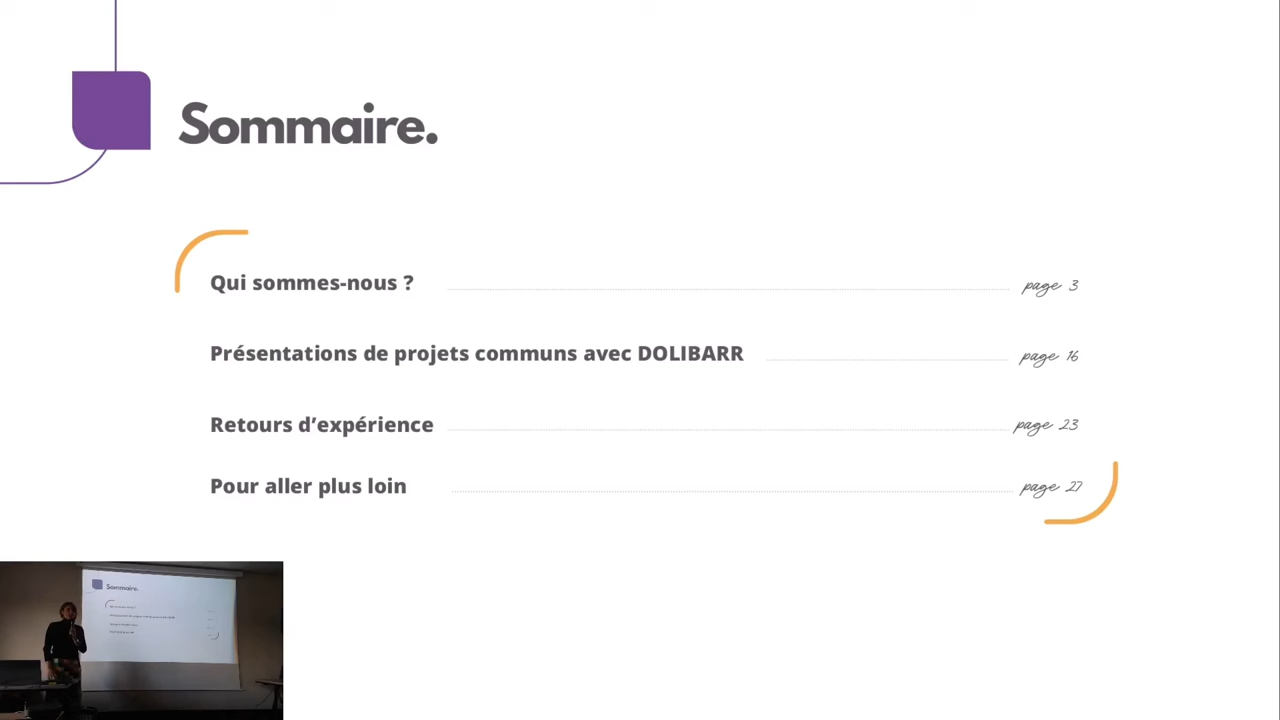 Sommaire.
Qui sommes-nous ? page 3
Présentations de projets communs avec DOLIBARR page 16
Retours d’expérience page 23
Pour aller plus loin page 27
Sommaire.